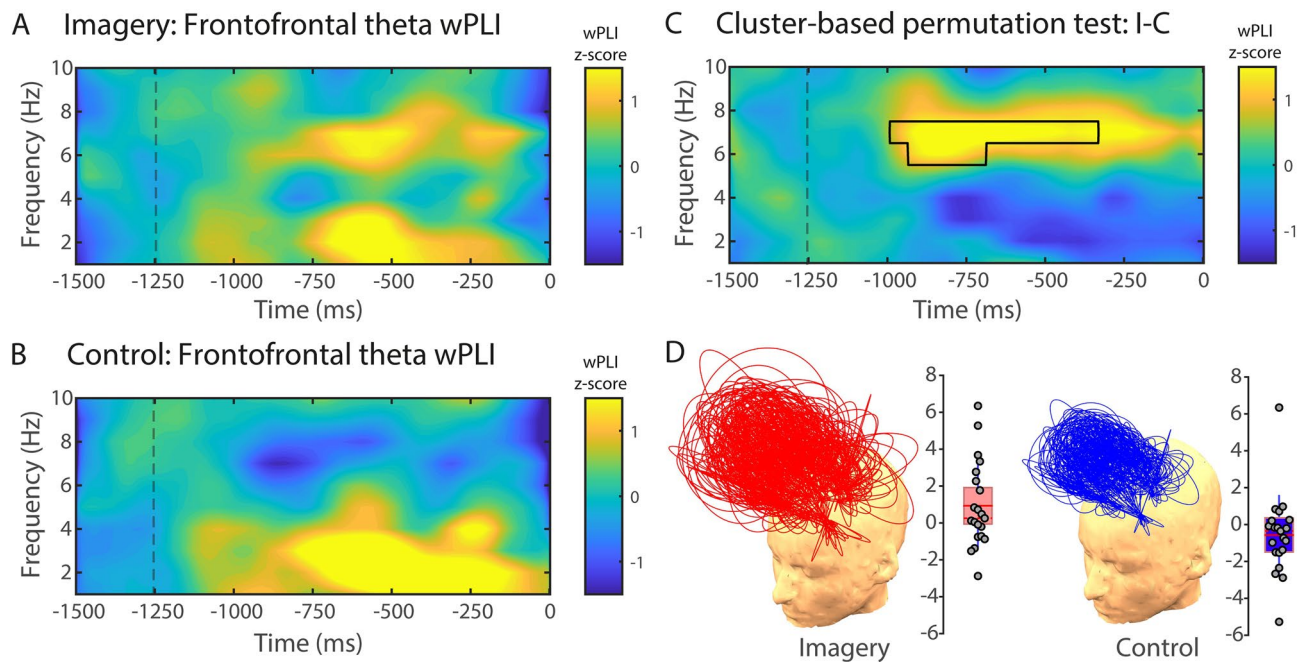 A Imagery: Frontofrontal theta wPLI
wPLI
z-score
10
8
6
4
2
Frequency (Hz)
1
0
-1
-1500 -1250 -1000 -750 -500 -250 0
Time (ms)
C Cluster-based permutation test: I-C
wPLI
z-score
10
8
6
4
2
Frequency (Hz)
1
0
-1
-1500 -1250 -1000 -750 -500 -250 0
Time (ms)
B Control: Frontofrontal theta wPLI
wPLI
z-score
10
8
6
4
2
Frequency (Hz)
1
0
-1
-1500 -1250 -1000 -750 -500 -250 0
Time (ms)
D
8
6
4
2
0
-2
-4
-6
Imagery
8
6
4
2
0
-2
-4
-6
Control